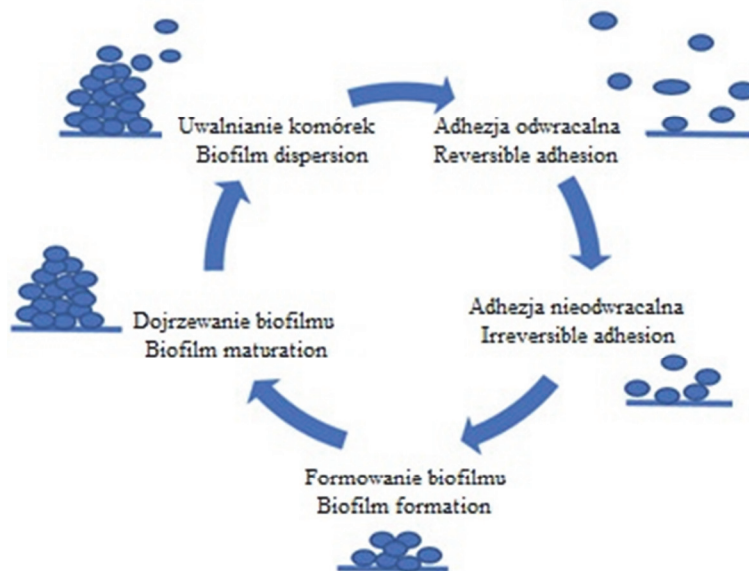 Uwalnianie komórek
Biofilm dispersion
Adhezja odwracalna
Reversible adhesion
Adhezja nieodwracalna
Irreversible adhesion
Formowanie biofilmu
Biofilm formation
Dojrzewanie biofilmu
Biofilm maturation